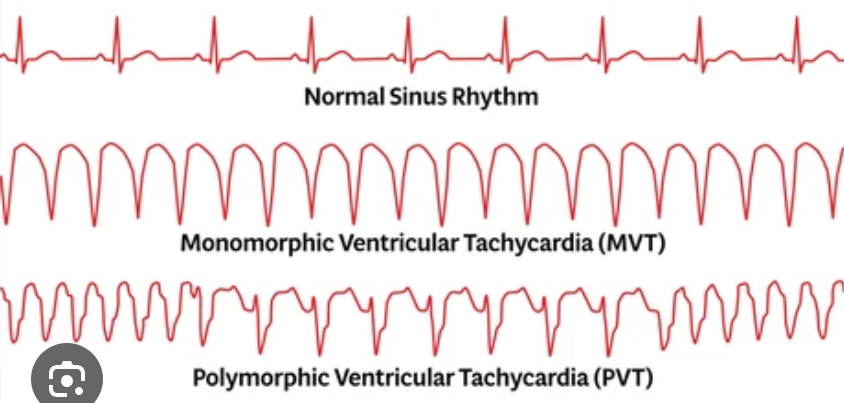 Normal Sinus Rhythm
Monomorphic Ventricular Tachycardia (MVT)
Polymorphic Ventricular Tachycardia (PVT)